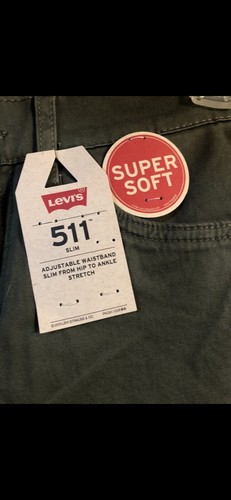 Levi's
511
SLIM
ADJUSTABLE WAISTBAND
SLIM FROM HIP TO ANKLE
STRETCH
SUPER
SOFT